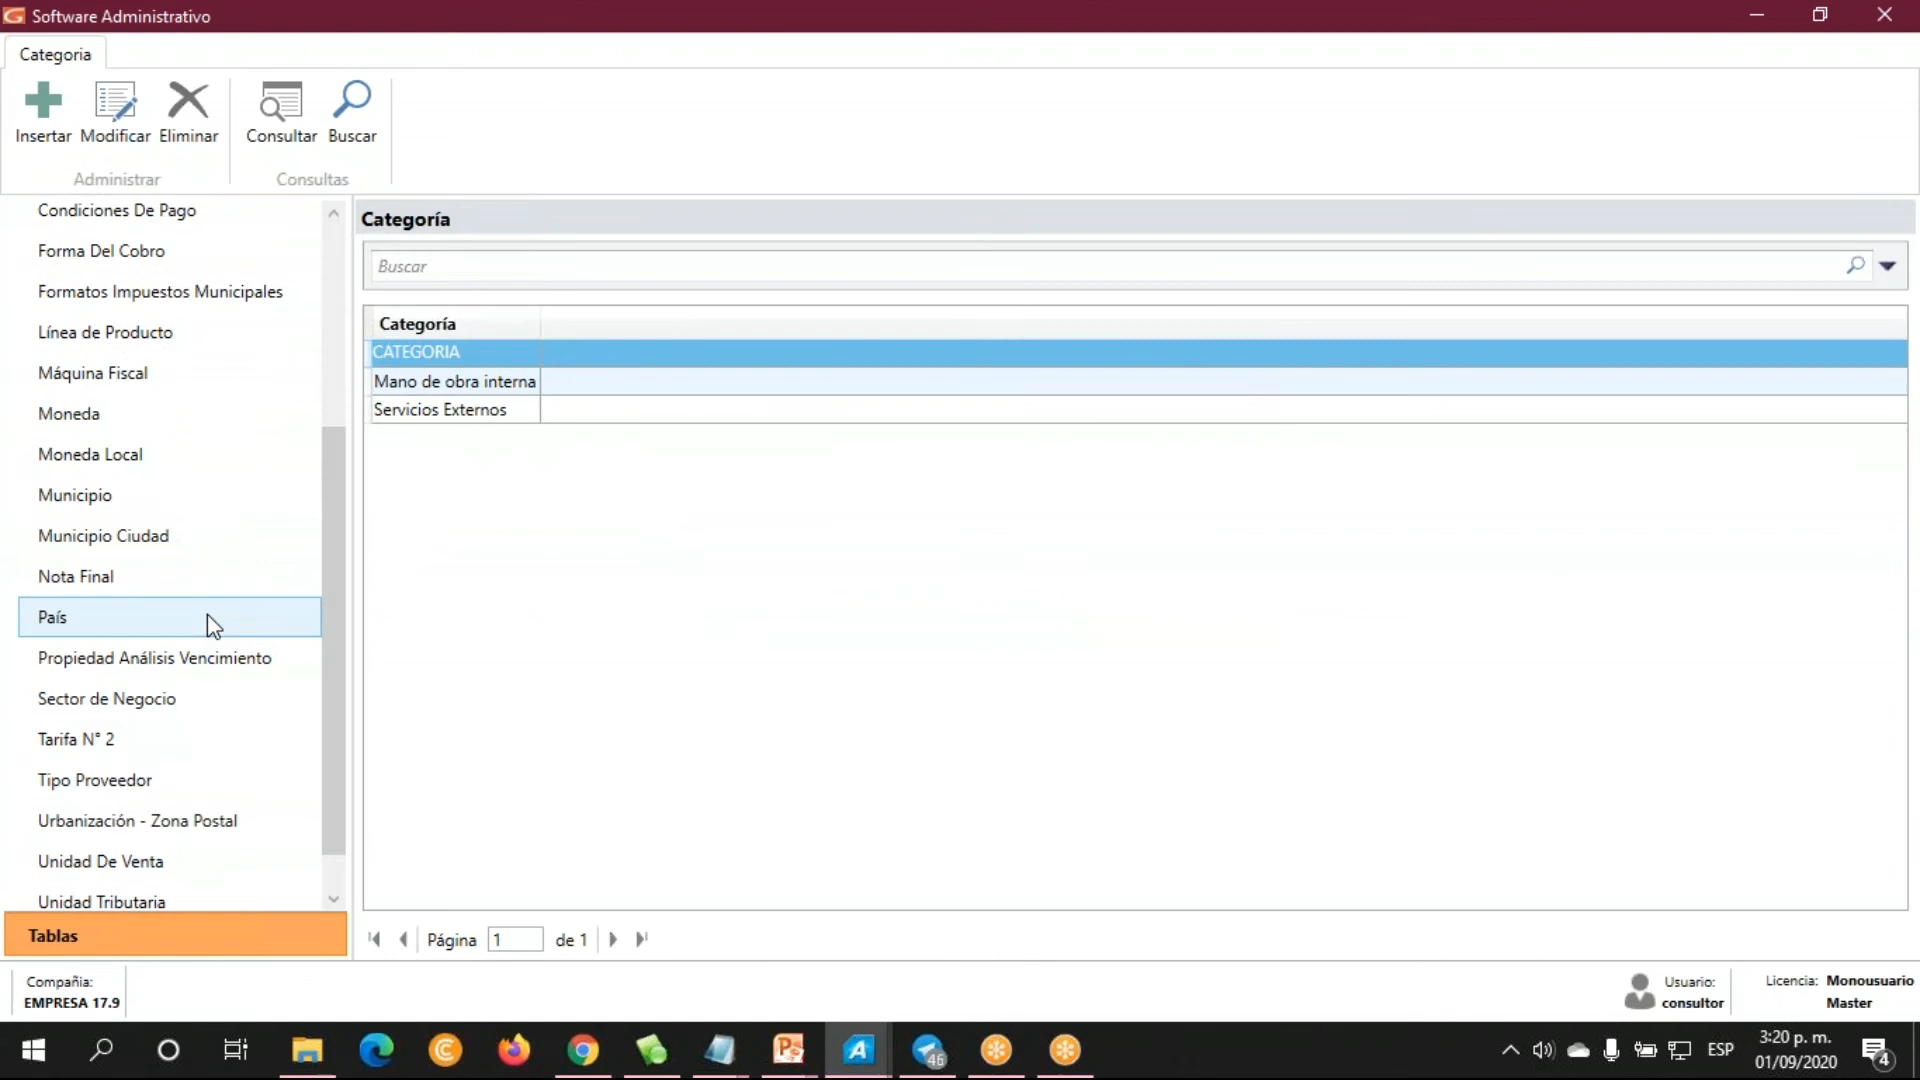 Software Administrativo
Categoria
Insertar Modificar Eliminar Consultar Buscar
Administrar Consultas
Condiciones De Pago
Forma Del Cobro
Formatos Impuestos Municipales
Línea de Producto
Máquina Fiscal
Moneda
Moneda Local
Municipio
Municipio Ciudad
Nota Final
País
Propiedad Análisis Vencimiento
Sector de Negocio
Tarifa N° 2
Tipo Proveedor
Urbanización - Zona Postal
Unidad De Venta
Unidad Tributaria
Tablas
Categoría
Buscar
Categoría
CATEGORIA
Mano de obra interna
Servicios Externos
Página 1 de 1
Compañia:
EMPRESA 17.9
Usuario:
consultor
Licencia: Monousuario
Master
46
ESP
3:20 p. m.
01/09/2020
4